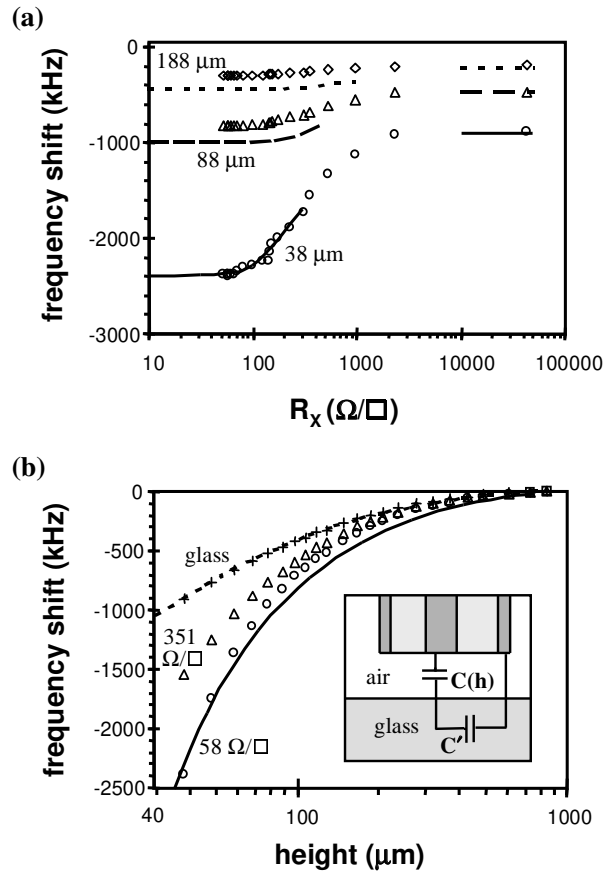 (a)
frequency shift (kHz)
0
-1000
-2000
-3000
188 μm
88 μm
38 μm
10 100 1000 10000 100000
Rx (Ω/□)
(b)
frequency shift (kHz)
0
-500
-1000
-1500
-2000
-2500
glass
351
Ω/□
58 Ω/□
air
C(h)
glass
C′
40 100 1000
height (μm)